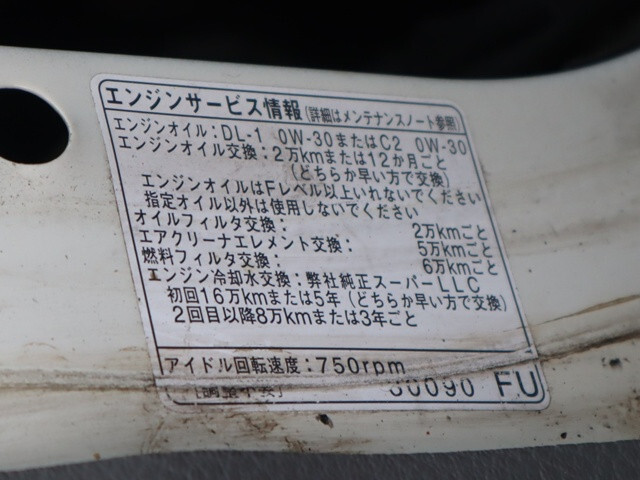 エンジンサービス情報(詳細はメンテナンスノート参照)
エンジンオイル:DL-1 0W-30またはC2 0W-30
エンジンオイル交換:2万kmまたは12か月ごと
(どちらか早い方で交換)
エンジンオイルはFレベル以上いれないでください
指定オイル以外は使用しないでください
オイルフィルタ交換: 2万kmごと
エアクリーナエレメント交換: 5万kmごと
燃料フィルタ交換: 6万kmごと
エンジン冷却水交換:弊社純正スーパーLLC
初回16万kmまたは5年(どちらか早い方で交換)
2回目以降8万kmまたは3年ごと
アイドル回転速度:750rpm
[調整不要] 30090 FU